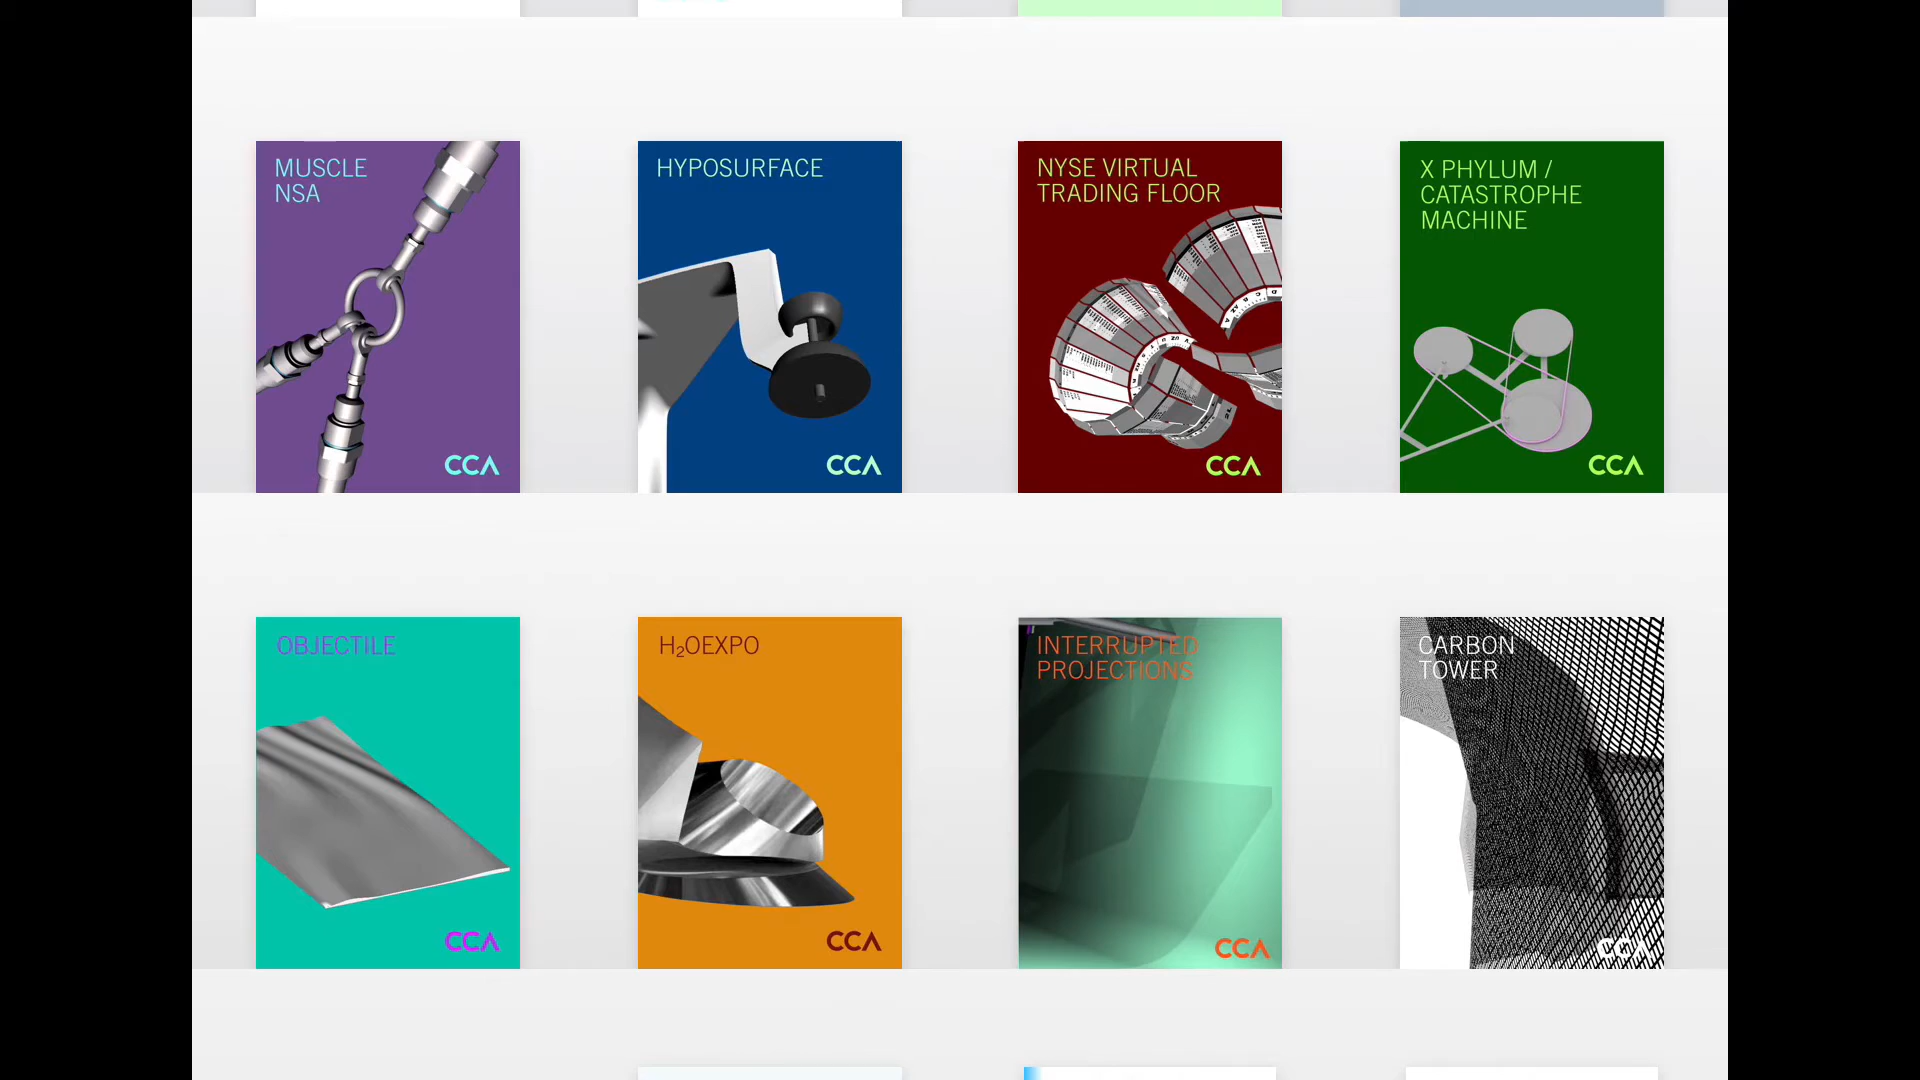 MUSCLE
NSA
CCA
HYPOSURFACE
CCA
NYSE VIRTUAL
TRADING FLOOR
CCA
X PHYLUM /
CATASTROPHE
MACHINE
CCA
OBJECTILE
CCA
H₂OEXPO
CCA
INTERRUPTED
PROJECTIONS
CCA
CARBON
TOWER
CCA